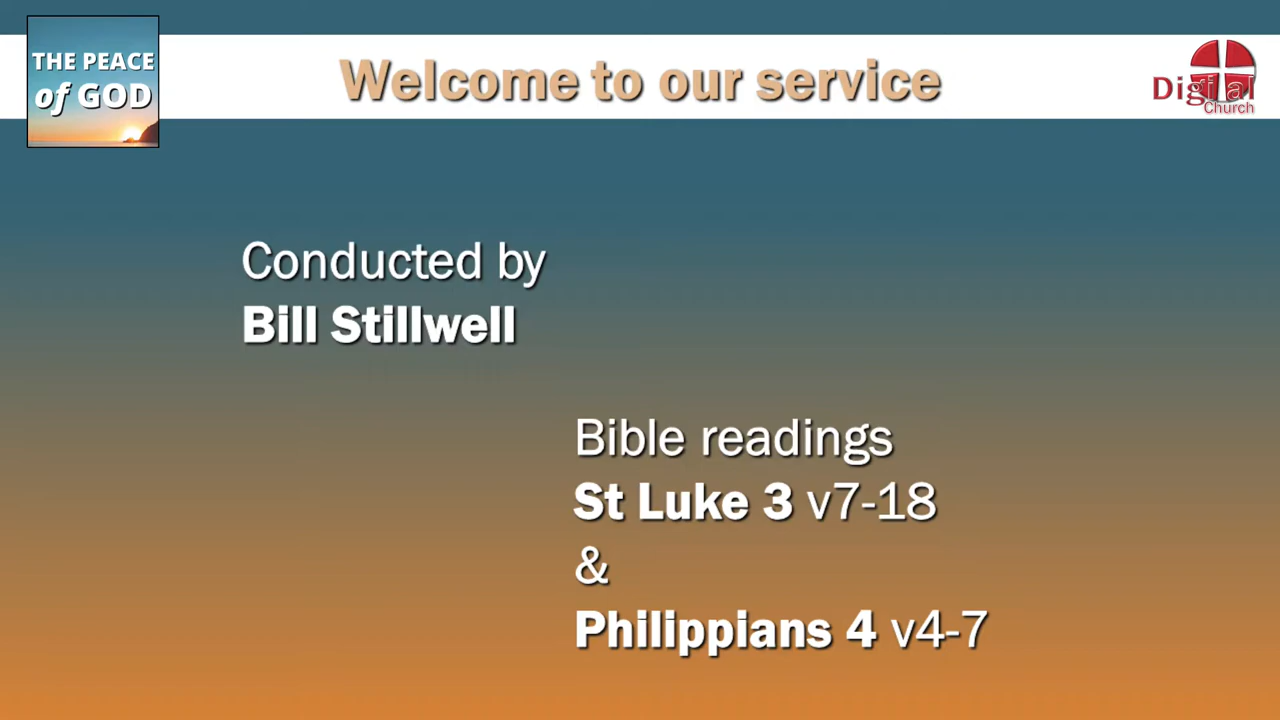 THE PEACE
of GOD
Welcome to our service
Digital
Church
Conducted by
Bill Stillwell
Bible readings
St Luke 3 v7-18
&
Philippians 4 v4-7